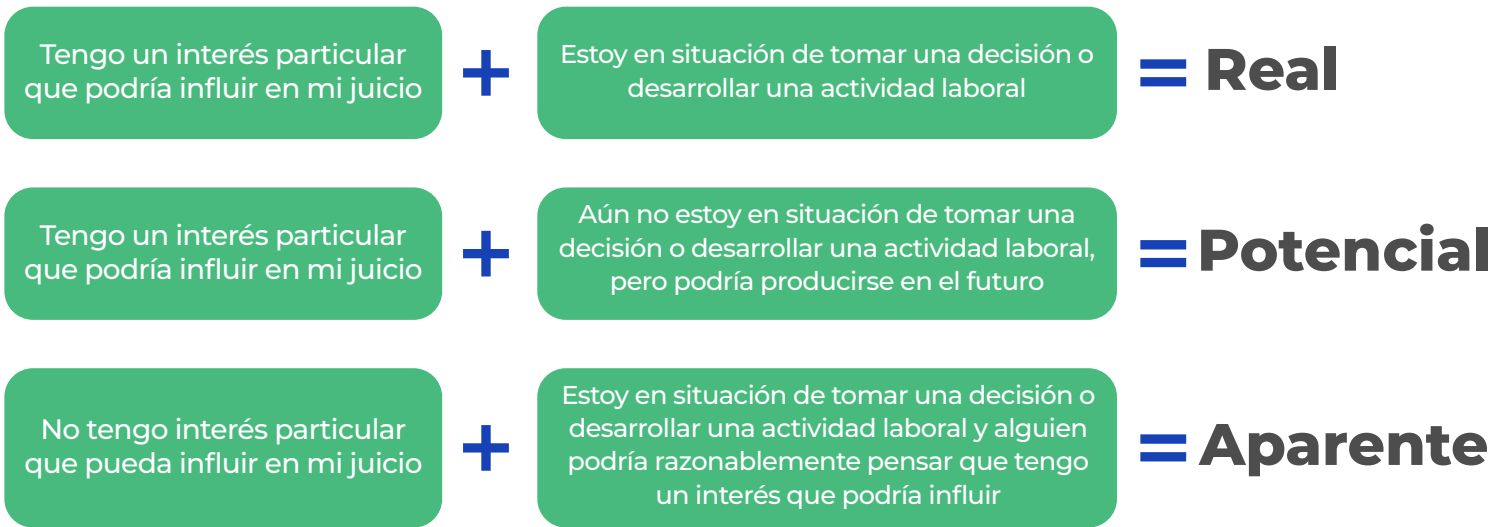 Tengo un interés particular
que podría influir en mi juicio
+
Estoy en situación de tomar una decisión o
desarrollar una actividad laboral
= Real
Tengo un interés particular
que podría influir en mi juicio
+
Aún no estoy en situación de tomar una
decisión o desarrollar una actividad laboral,
pero podría producirse en el futuro
= Potencial
No tengo interés particular
que pueda influir en mi juicio
+
Estoy en situación de tomar una decisión o
desarrollar una actividad laboral y alguien
podría razonablemente pensar que tengo
un interés que podría influir
= Aparente